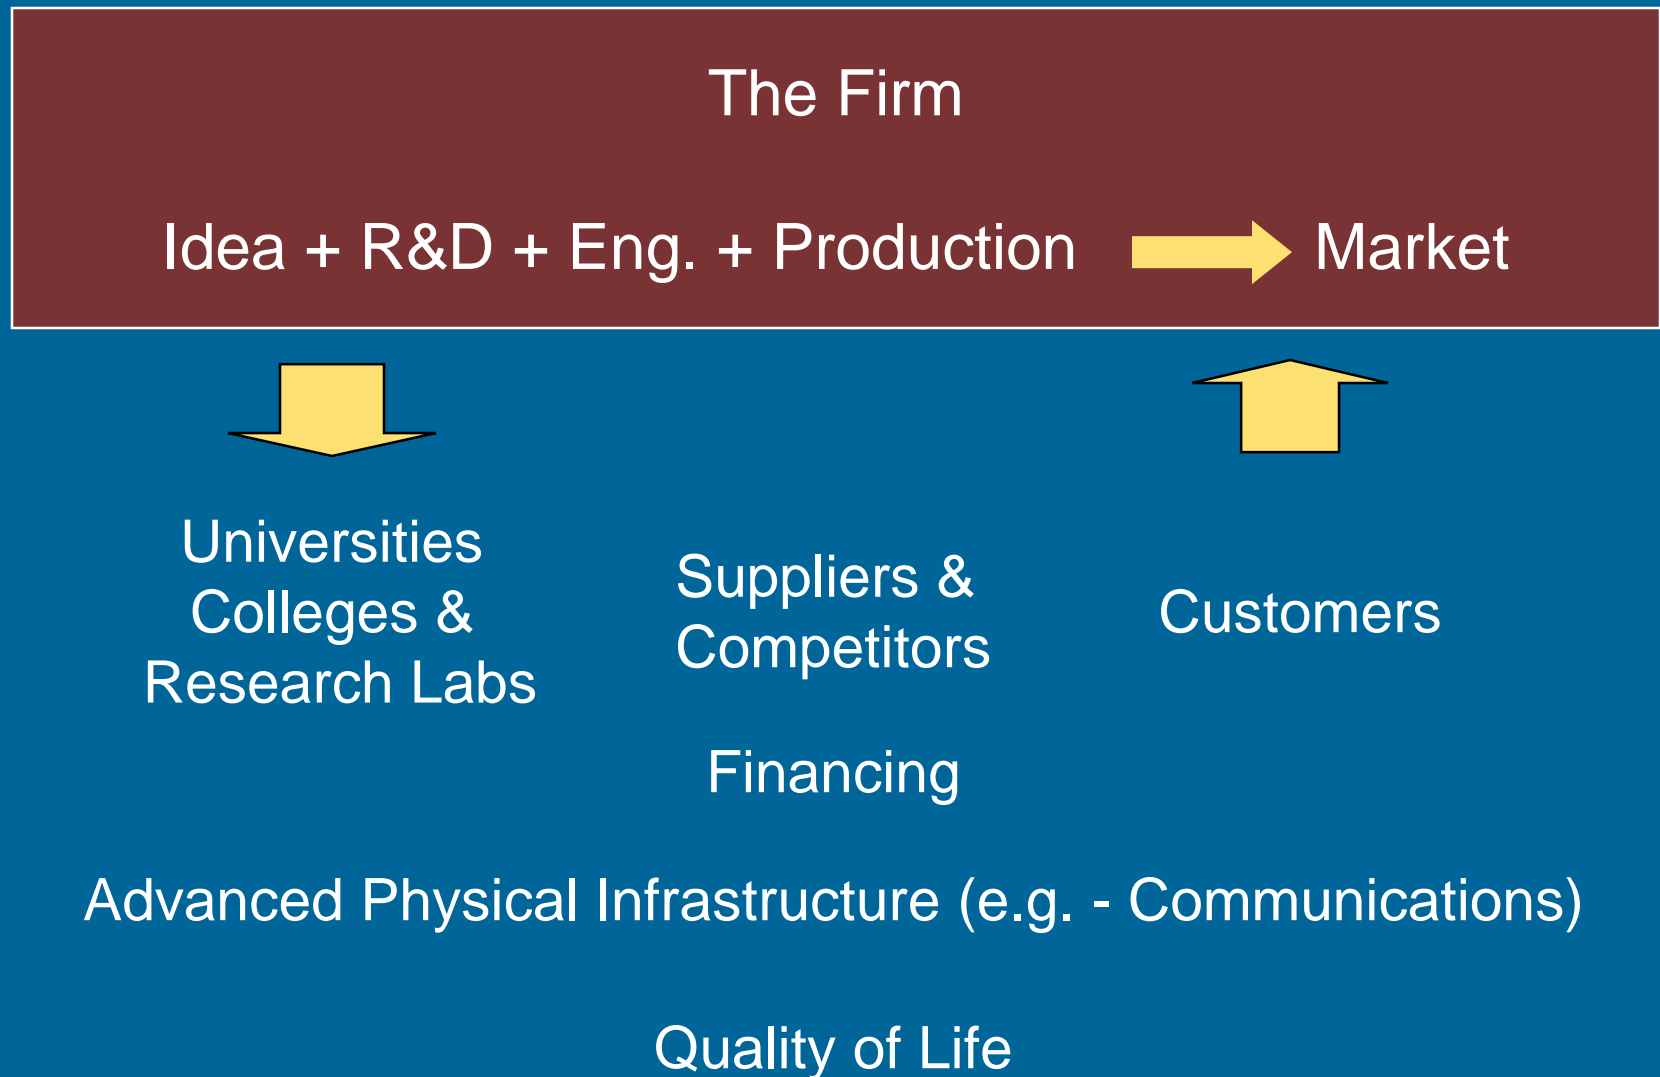 The Firm
Idea + R&D + Eng. + Production Market
Universities
Colleges &
Research Labs
Suppliers &
Competitors
Customers
Financing
Advanced Physical Infrastructure (e.g. - Communications)
Quality of Life